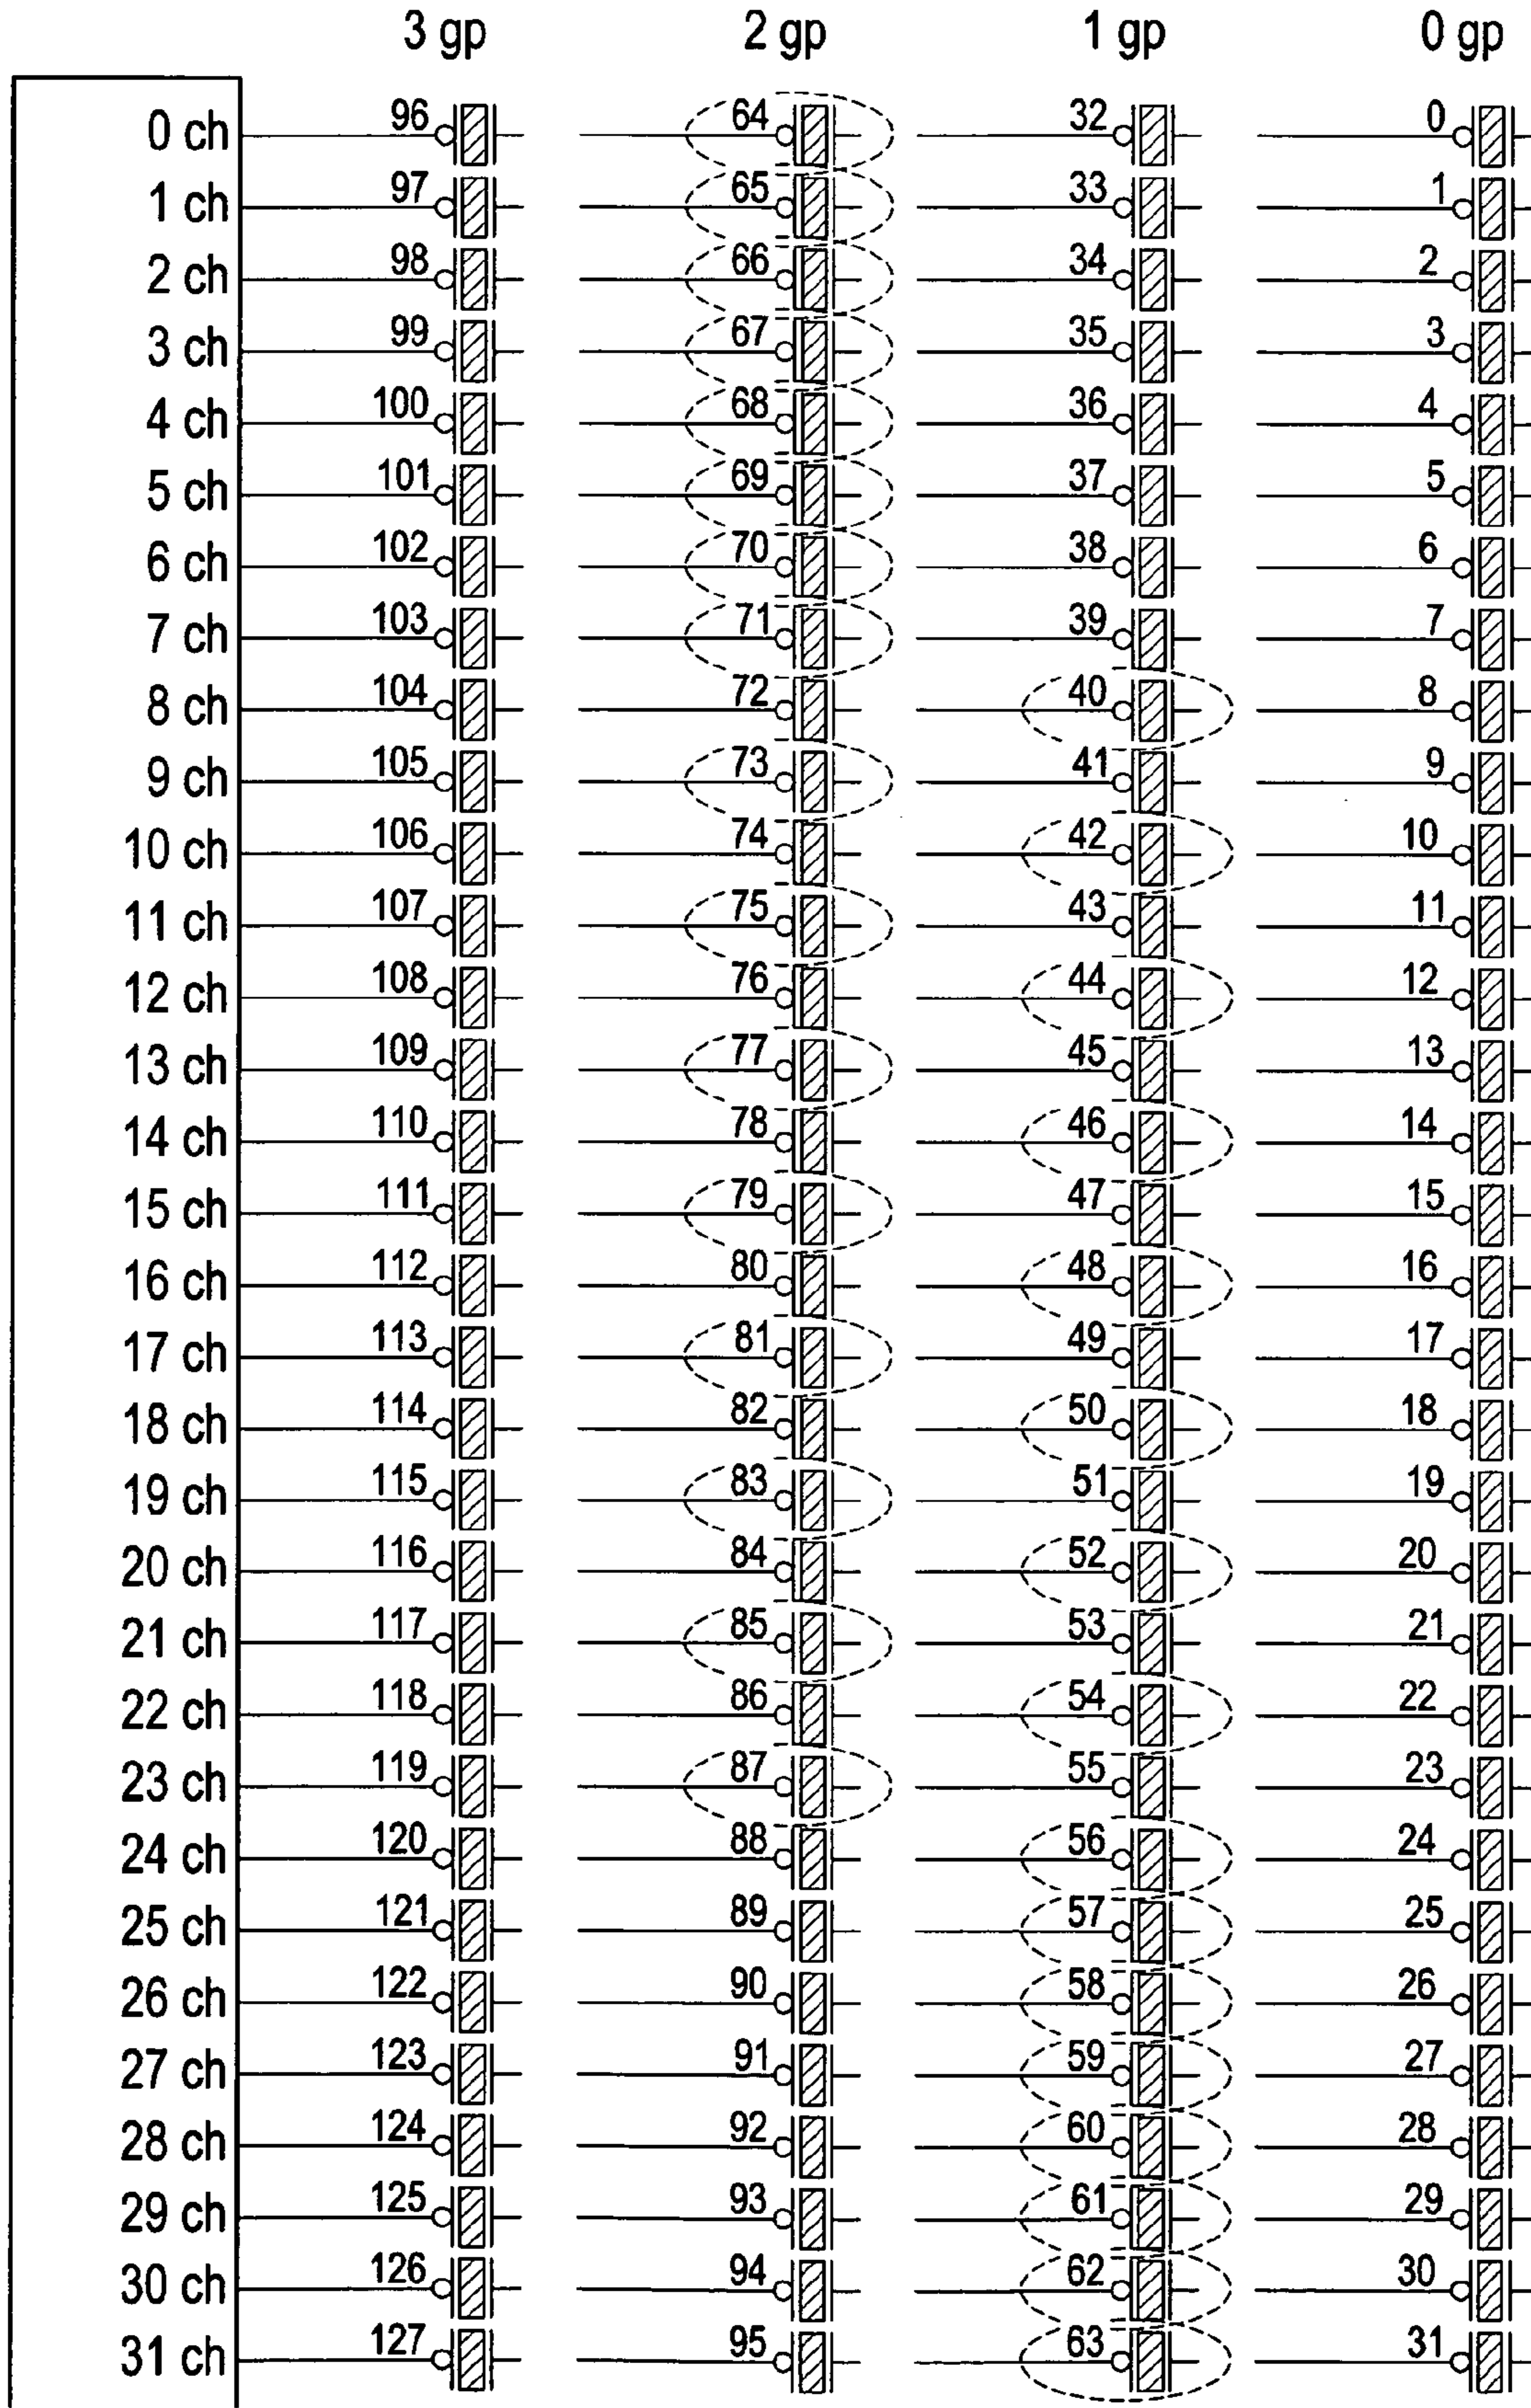 3 gp 2 gp 1 gp 0 gp
0 ch 96 64 32 0
1 ch 97 65 33 1
2 ch 98 66 34 2
3 ch 99 67 35 3
4 ch 100 68 36 4
5 ch 101 69 37 5
6 ch 102 70 38 6
7 ch 103 71 39 7
8 ch 104 72 40 8
9 ch 105 73 41 9
10 ch 106 74 42 10
11 ch 107 75 43 11
12 ch 108 76 44 12
13 ch 109 77 45 13
14 ch 110 78 46 14
15 ch 111 79 47 15
16 ch 112 80 48 16
17 ch 113 81 49 17
18 ch 114 82 50 18
19 ch 115 83 51 19
20 ch 116 84 52 20
21 ch 117 85 53 21
22 ch 118 86 54 22
23 ch 119 87 55 23
24 ch 120 88 56 24
25 ch 121 89 57 25
26 ch 122 90 58 26
27 ch 123 91 59 27
28 ch 124 92 60 28
29 ch 125 93 61 29
30 ch 126 94 62 30
31 ch 127 95 63 31